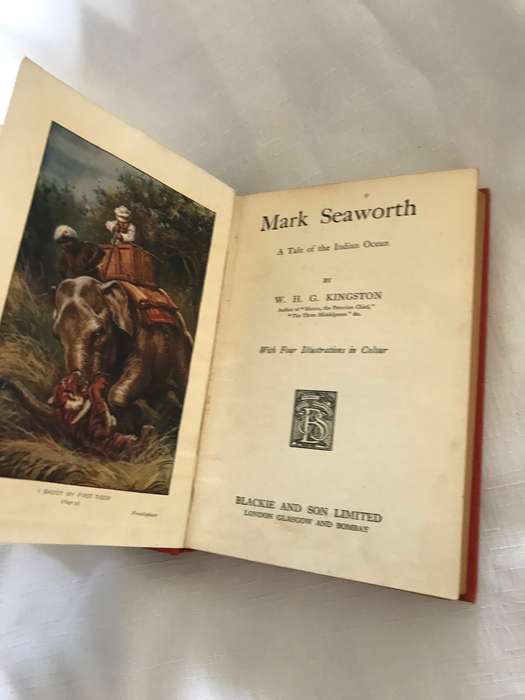 I SHOOT MY FIRST TIGER
Frontispiece
Mark Seaworth
A Tale of the Indian Ocean
BY
W. H. G. KINGSTON
Author of "Manco, the Peruvian Chief,"
"The Three Midshipmen" &c.
With Four Illustrations in Colour
BLACKIE AND SON LIMITED
LONDON GLASGOW AND BOMBAY